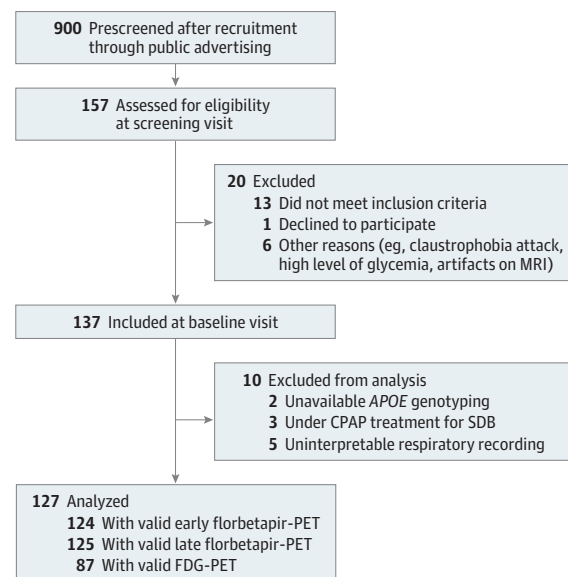 900 Prescreened after recruitment
through public advertising
157 Assessed for eligibility
at screening visit
20 Excluded
13 Did not meet inclusion criteria
1 Declined to participate
6 Other reasons (eg, claustrophobia attack,
high level of glycemia, artifacts on MRI)
137 Included at baseline visit
10 Excluded from analysis
2 Unavailable APOE genotyping
3 Under CPAP treatment for SDB
5 Uninterpretable respiratory recording
127 Analyzed
124 With valid early florbetapir-PET
125 With valid late florbetapir-PET
87 With valid FDG-PET